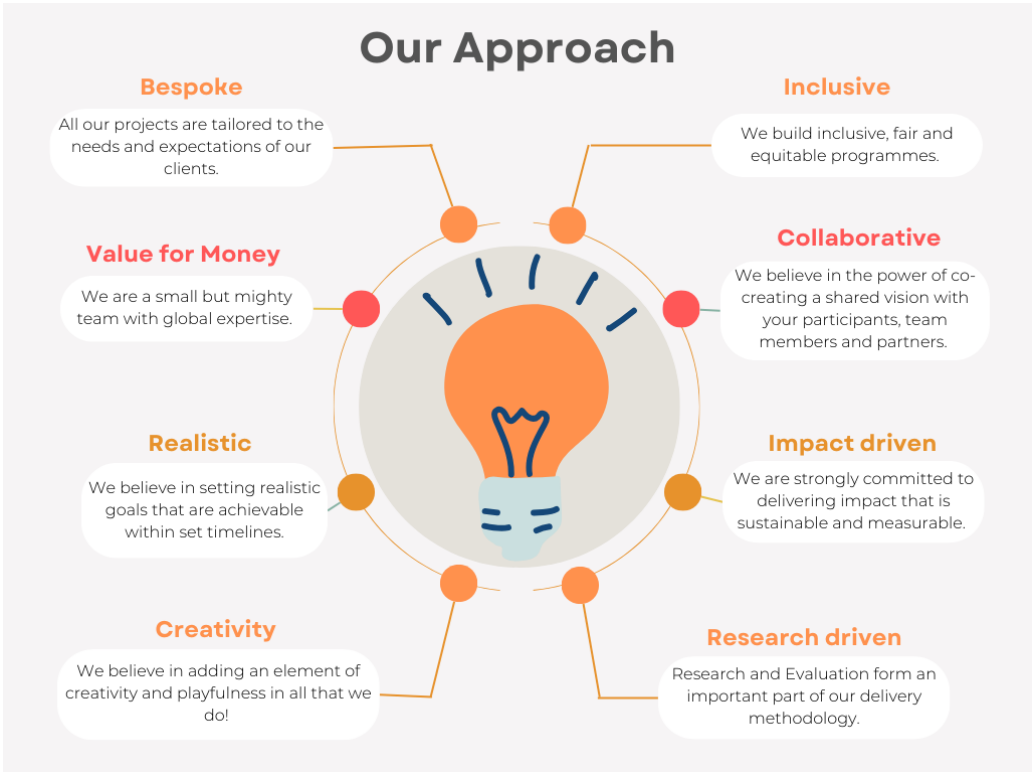 Our Approach
Bespoke
All our projects are tailored to the
needs and expectations of our
clients.
Value for Money
We are a small but mighty
team with global expertise.
Realistic
We believe in setting realistic
goals that are achievable
within set timelines.
Creativity
We believe in adding an element of
creativity and playfulness in all that we
do!
Inclusive
We build inclusive, fair and
equitable programmes.
Collaborative
We believe in the power of co-
creating a shared vision with
your participants, team
members and partners.
Impact driven
We are strongly committed to
delivering impact that is
sustainable and measurable.
Research driven
Research and Evaluation form an
important part of our delivery
methodology.